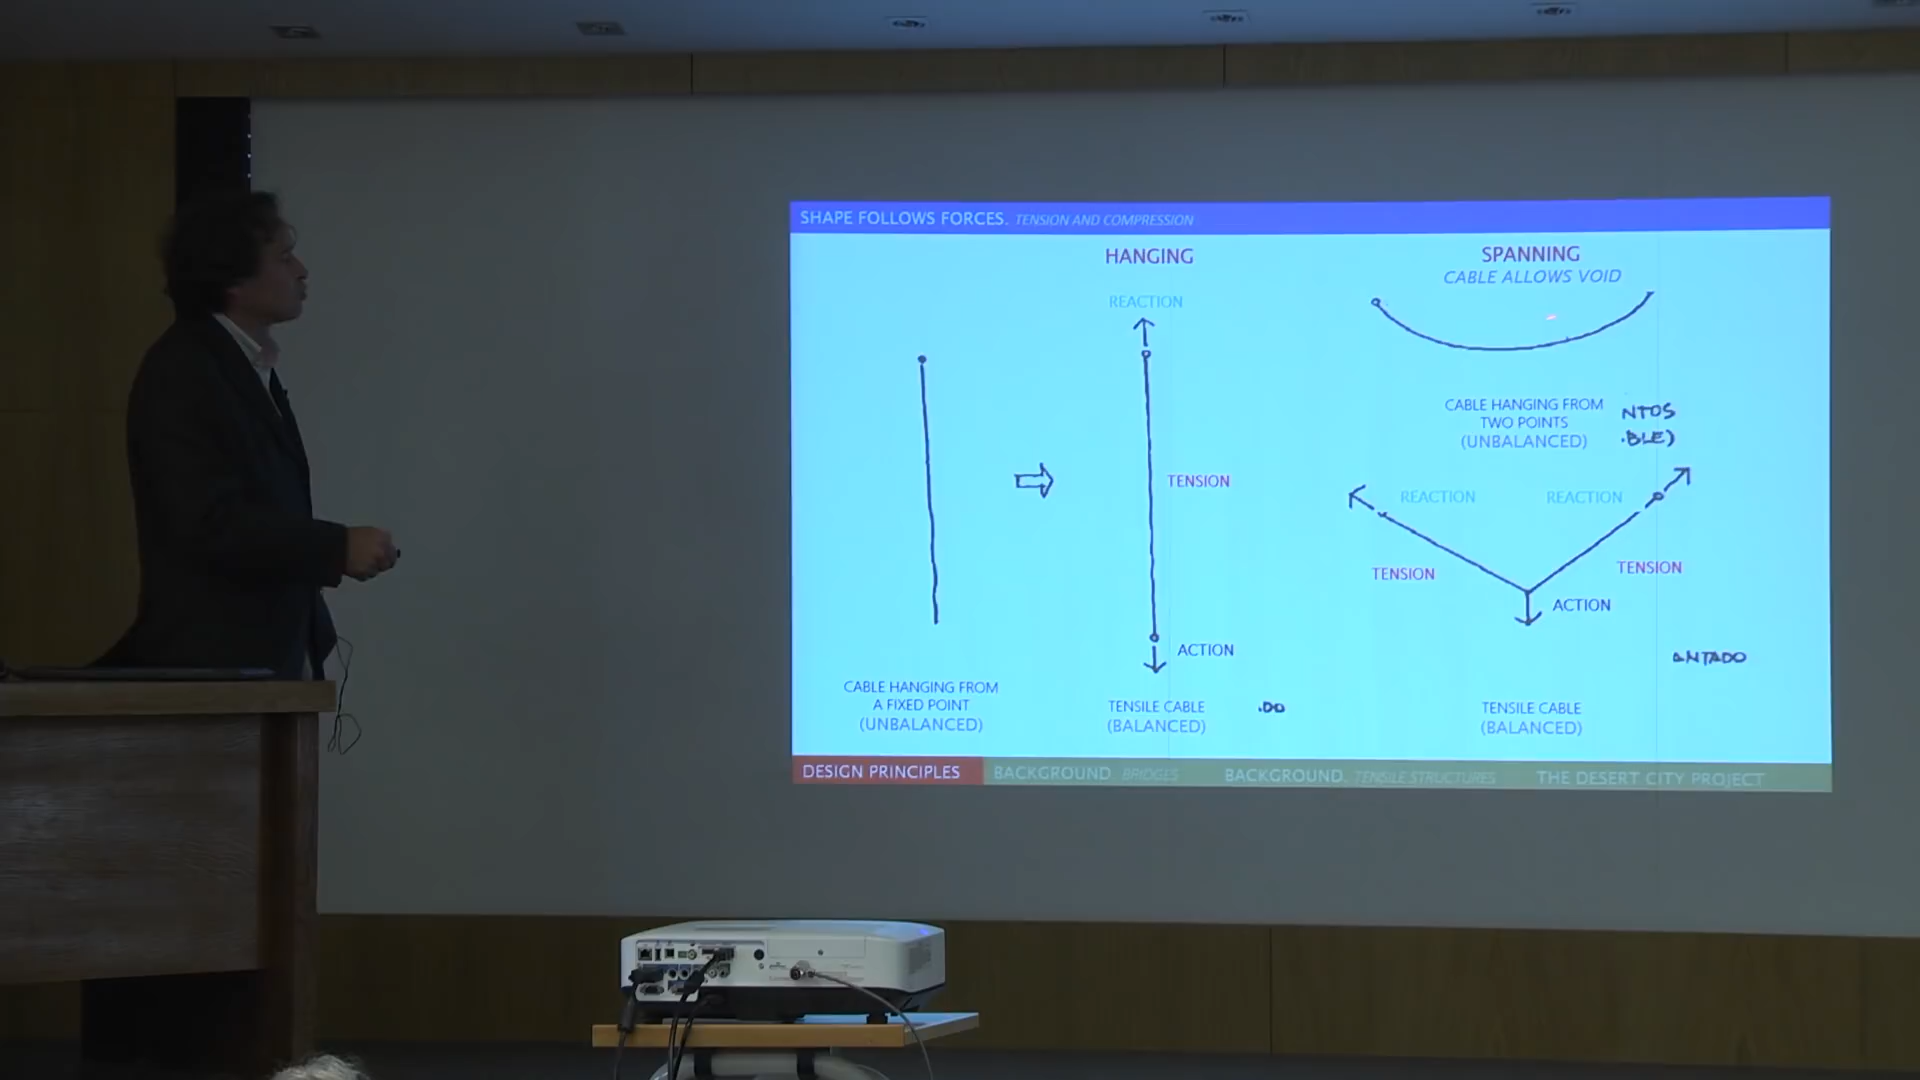 SHAPE FOLLOWS FORCES. TENSION AND COMPRESSION
HANGING
REACTION
TENSION
ACTION
CABLE HANGING FROM
A FIXED POINT
(UNBALANCED)
TENSILE CABLE
(BALANCED)
.DO
SPANNING
CABLE ALLOWS VOID
CABLE HANGING FROM
TWO POINTS
(UNBALANCED)
NTOS
.BLE)
REACTION REACTION
TENSION TENSION
ACTION
ANTADO
TENSILE CABLE
(BALANCED)
DESIGN PRINCIPLES BACKGROUND. BRIDGES BACKGROUND. TENSILE STRUCTURES THE DESERT CITY PROJECT